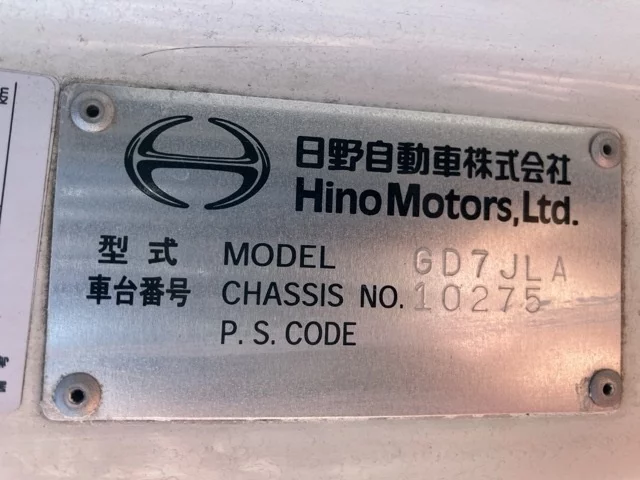 日野自動車株式会社
Hino Motors, Ltd.
型式 MODEL GD7JLA
車台番号 CHASSIS NO. 10275
P. S. CODE